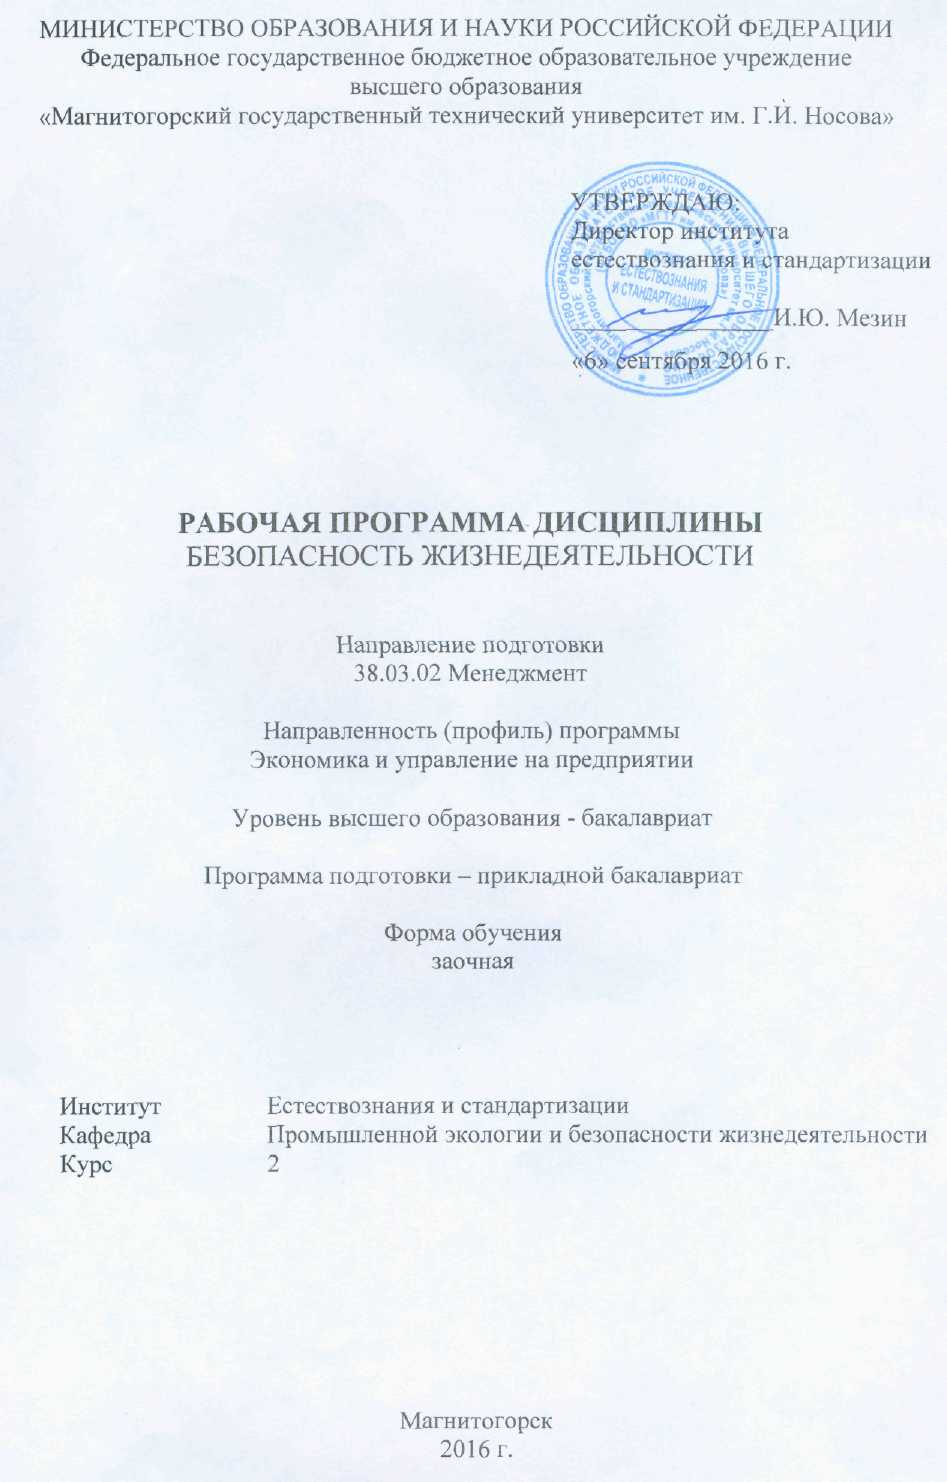 МИНИСТЕРСТВО ОБРАЗОВАНИЯ И НАУКИ РОССИЙСКОЙ ФЕДЕРАЦИИ
Федеральное государственное бюджетное образовательное учреждение
высшего образования
«Магнитогорский государственный технический университет им. Г.И. Носова»
УТВЕРЖДАЮ:
Директор института
естествознания и стандартизации
И.Ю. Мезин
«6» сентября 2016 г.
ЕСТЕСТВОЗНАНИЯ
И СТАНДАРТИЗАЦИИ
РАБОЧАЯ ПРОГРАММА ДИСЦИПЛИНЫ
БЕЗОПАСНОСТЬ ЖИЗНЕДЕЯТЕЛЬНОСТИ
Направление подготовки
38.03.02 Менеджмент
Направленность (профиль) программы
Экономика и управление на предприятии
Уровень высшего образования - бакалавриат
Программа подготовки – прикладной бакалавриат
Форма обучения
заочная
Институт Естествознания и стандартизации
Кафедра Промышленной экологии и безопасности жизнедеятельности
Курс 2
Магнитогорск
2016 г.